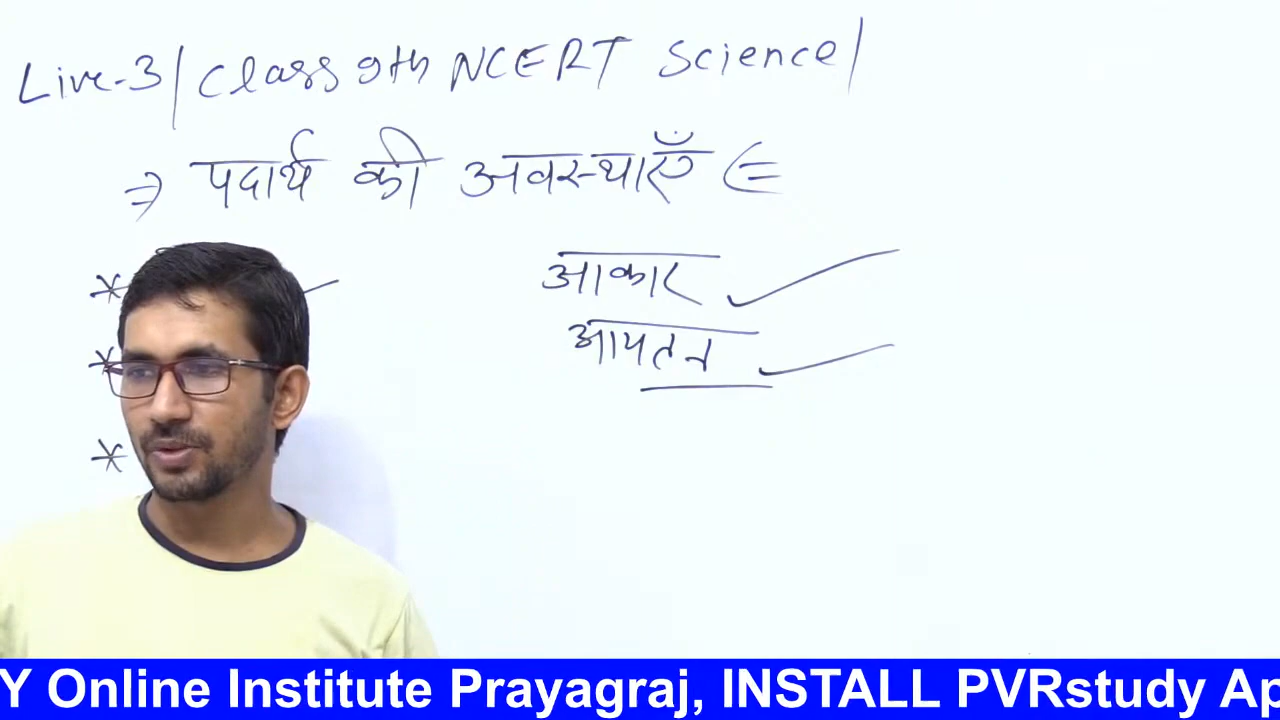 Live-3/Class 9th NCERT Science/
⇒ पदार्थ की अवस्थाएँ ⇐
*
आकार
*
आयतन
*
Y Online Institute Prayagraj, INSTALL PVRstudy Ap